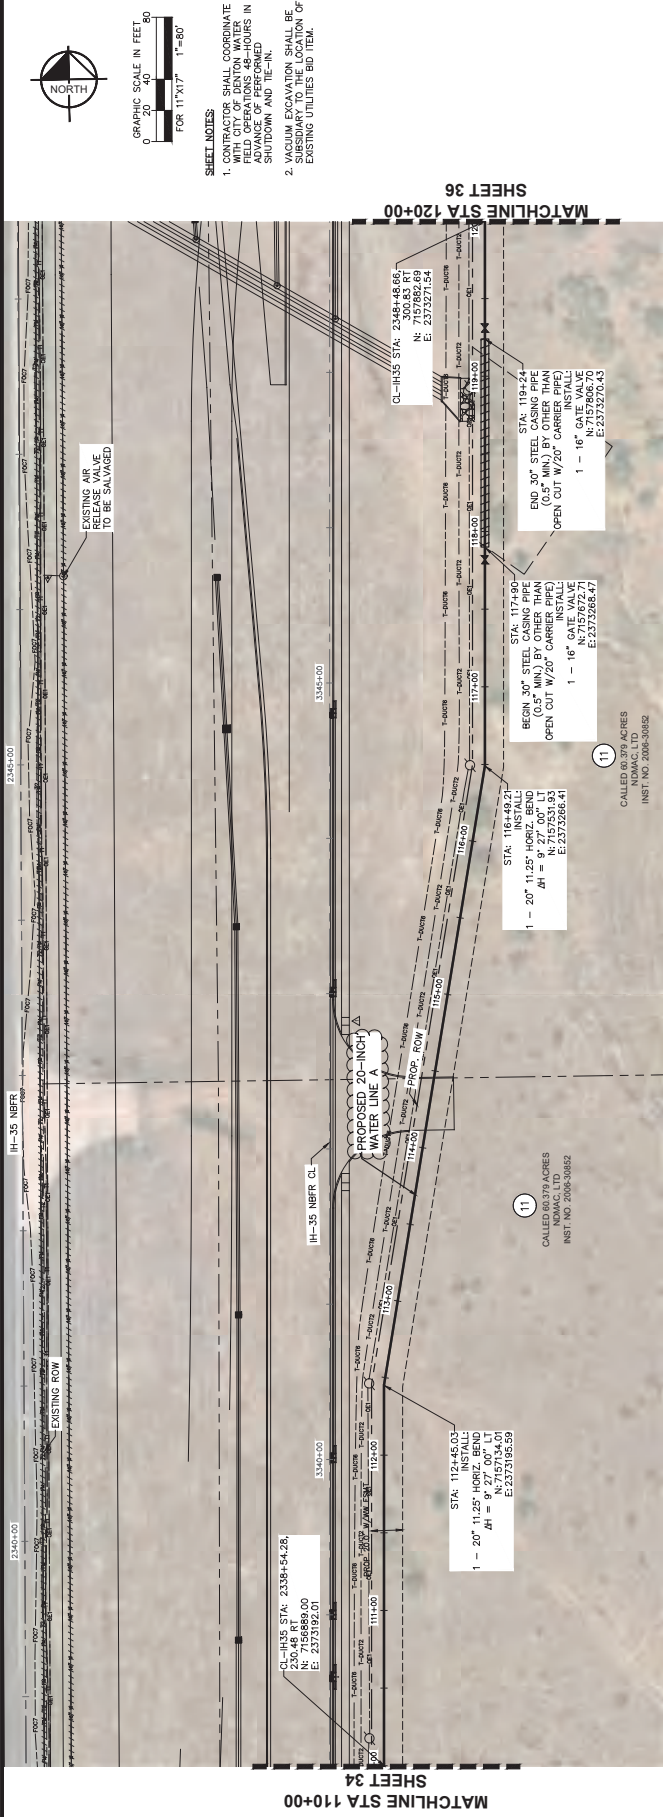 NORTH
GRAPHIC SCALE IN FEET
0 20 40 80
FOR 11"X17" 1"=80'
SHEET NOTES:
1. CONTRACTOR SHALL COORDINATE
WITH CITY OF DENTON WATER
FIELD OPERATIONS 48-HOURS IN
ADVANCE OF PERFORMED
SHUTDOWN AND TIE-IN.
2. VACUUM EXCAVATION SHALL BE
SUBSIDIARY TO THE LOCATION OF
EXISTING UTILITIES BID ITEM.
MATCHLINE STA 110+00
SHEET 34
MATCHLINE STA 120+00
SHEET 36
2340+00
IH-35 NBFR
2345+00
EXISTING ROW
EXISTING AIR
RELEASE VALVE
TO BE SALVAGED
3340+00
IH-35 NBFR CL
3345+00
CL-IH35 STA: 2338+54.28,
230.48 RT
N: 7156889.00
E: 2373192.01
PROPOSED 20-INCH
WATER LINE A
CL-IH35 STA: 2348+48.66,
300.83 RT
N: 7157882.69
E: 2373271.54
111+00
112+00
113+00
114+00
PROP. ROW
115+00
116+00
117+00
118+00
119+00
STA: 112+45.03
INSTALL:
1 - 20" 11.25° HORIZ. BEND
ΔH = 9° 27' 00" LT
N:7157134.01
E:2373195.59
STA: 116+49.21
INSTALL:
1 - 20" 11.25° HORIZ. BEND
ΔH = 9° 27' 00" LT
N:7157531.93
E:2373266.41
STA: 117+90
BEGIN 30" STEEL CASING PIPE
(0.5" MIN.) BY OTHER THAN
OPEN CUT W/20" CARRIER PIPE)
INSTALL:
1 - 16" GATE VALVE
N:7157672.71
E:2373268.47
STA: 119+24
END 30" STEEL CASING PIPE
(0.5" MIN.) BY OTHER THAN
OPEN CUT W/20" CARRIER PIPE)
INSTALL:
1 - 16" GATE VALVE
N:7157806.70
E:2373270.43
11
CALLED 60.379 ACRES
NDMAC, LTD
INST. NO. 2006-30852
11
CALLED 60.379 ACRES
NDMAC, LTD
INST. NO. 2006-30852